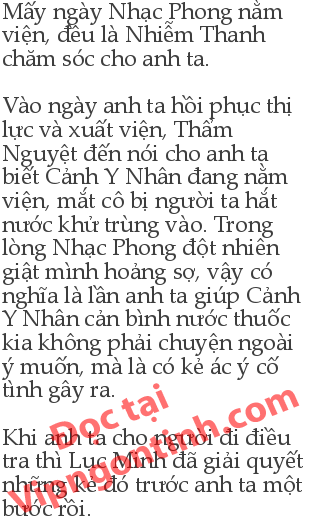 Mấy ngày Nhạc Phong nằm
viện, đều là Nhiễm Thanh
chăm sóc cho anh ta.
Vào ngày anh ta hồi phục thị
lực và xuất viện, Thẩm
Nguyệt đến nói cho anh ta
biết Cảnh Y Nhân đang nằm
viện, mắt cô bị người ta hắt
nước khử trùng vào. Trong
lòng Nhạc Phong đột nhiên
giật mình hoảng sợ, vậy có
nghĩa là lần anh ta giúp Cảnh
Y Nhân cản bình nước thuốc
kia không phải chuyện ngoài
ý muốn, mà là có kẻ ác ý cố
tình gây ra.
Khi anh ta cho người đi điều
tra thì Lục Minh đã giải quyết
những kẻ đó trước anh ta một
bước rồi.
Đọc tại
Vipngontinh.com